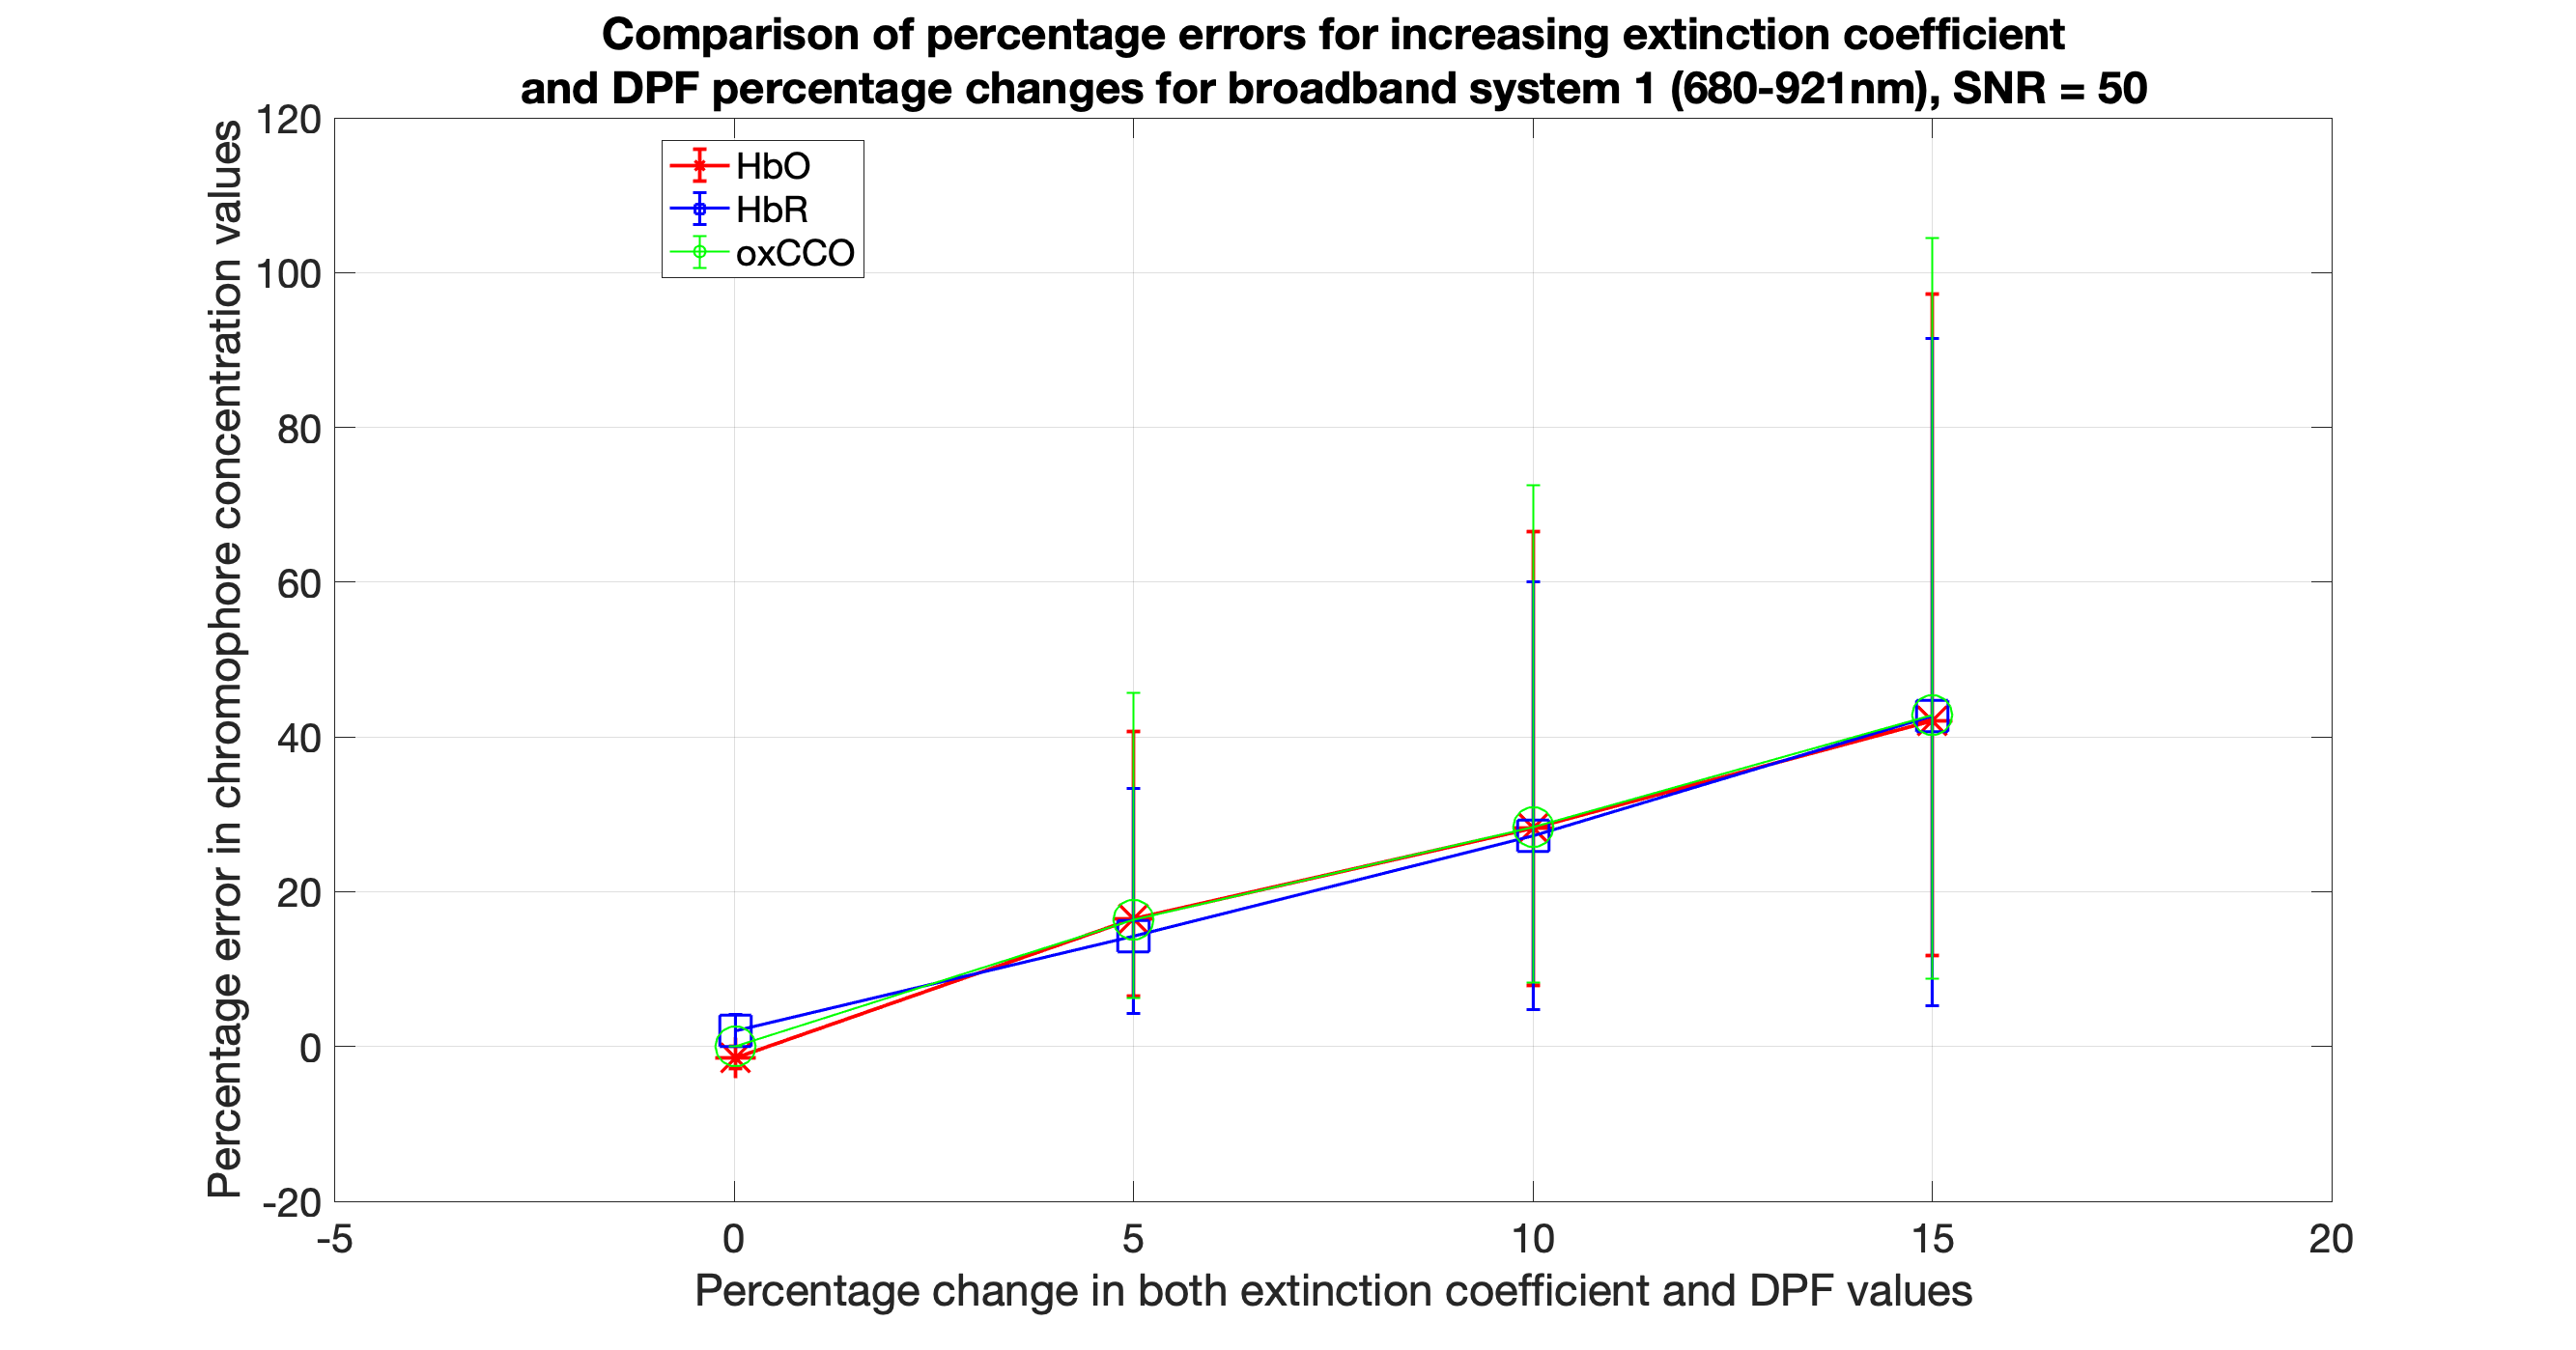 Comparison of percentage errors for increasing extinction coefficient
and DPF percentage changes for broadband system 1 (680-921nm), SNR = 50
Percentage error in chromophore concentration values
120
100
80
60
40
20
0
-20
HbO
HbR
oxCCO
-5
0
5
10
15
20
Percentage change in both extinction coefficient and DPF values